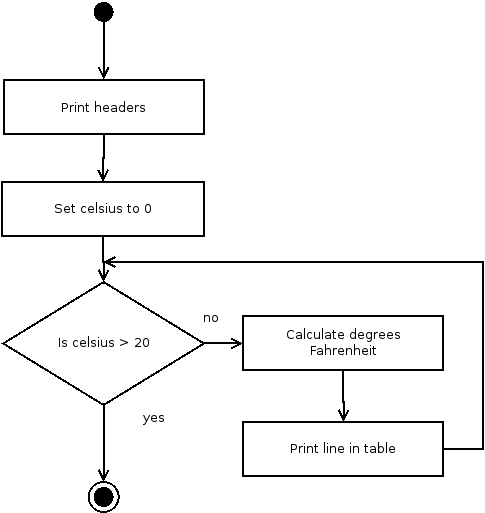 Print headers
Set celsius to 0
Is celsius > 20
no
Calculate degrees
Fahrenheit
yes
Print line in table